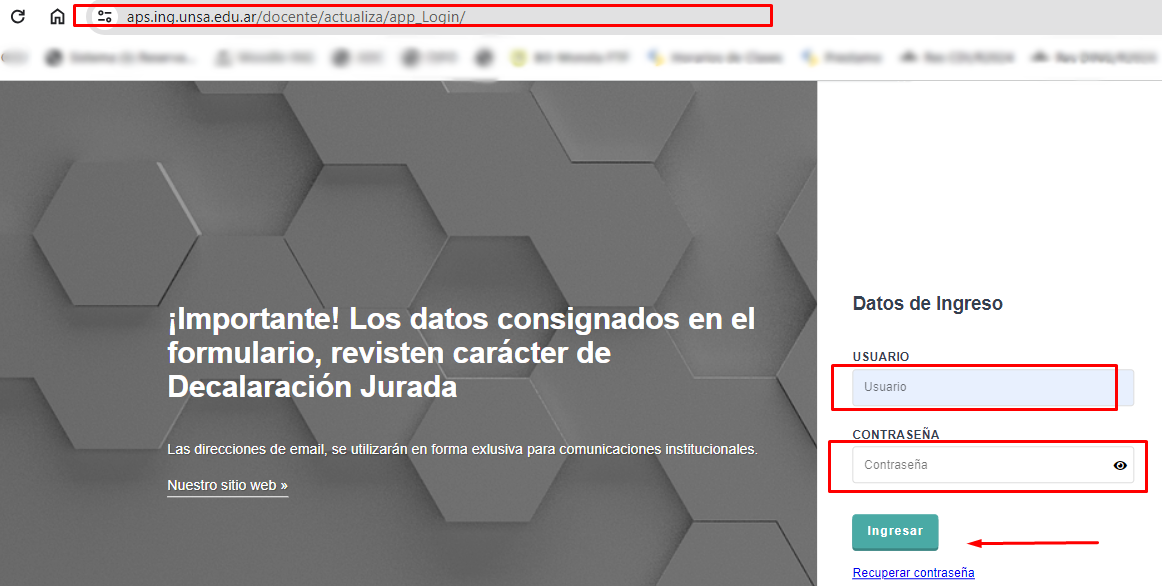 aps.ing.unsa.edu.ar/docente/actualiza/app_Login/
¡Importante! Los datos consignados en el
formulario, revisten carácter de
Decalaración Jurada
Las direcciones de email, se utilizarán en forma exlusiva para comunicaciones institucionales.
Nuestro sitio web »
Datos de Ingreso
USUARIO
Usuario
CONTRASEÑA
Contraseña
Ingresar
Recuperar contraseña